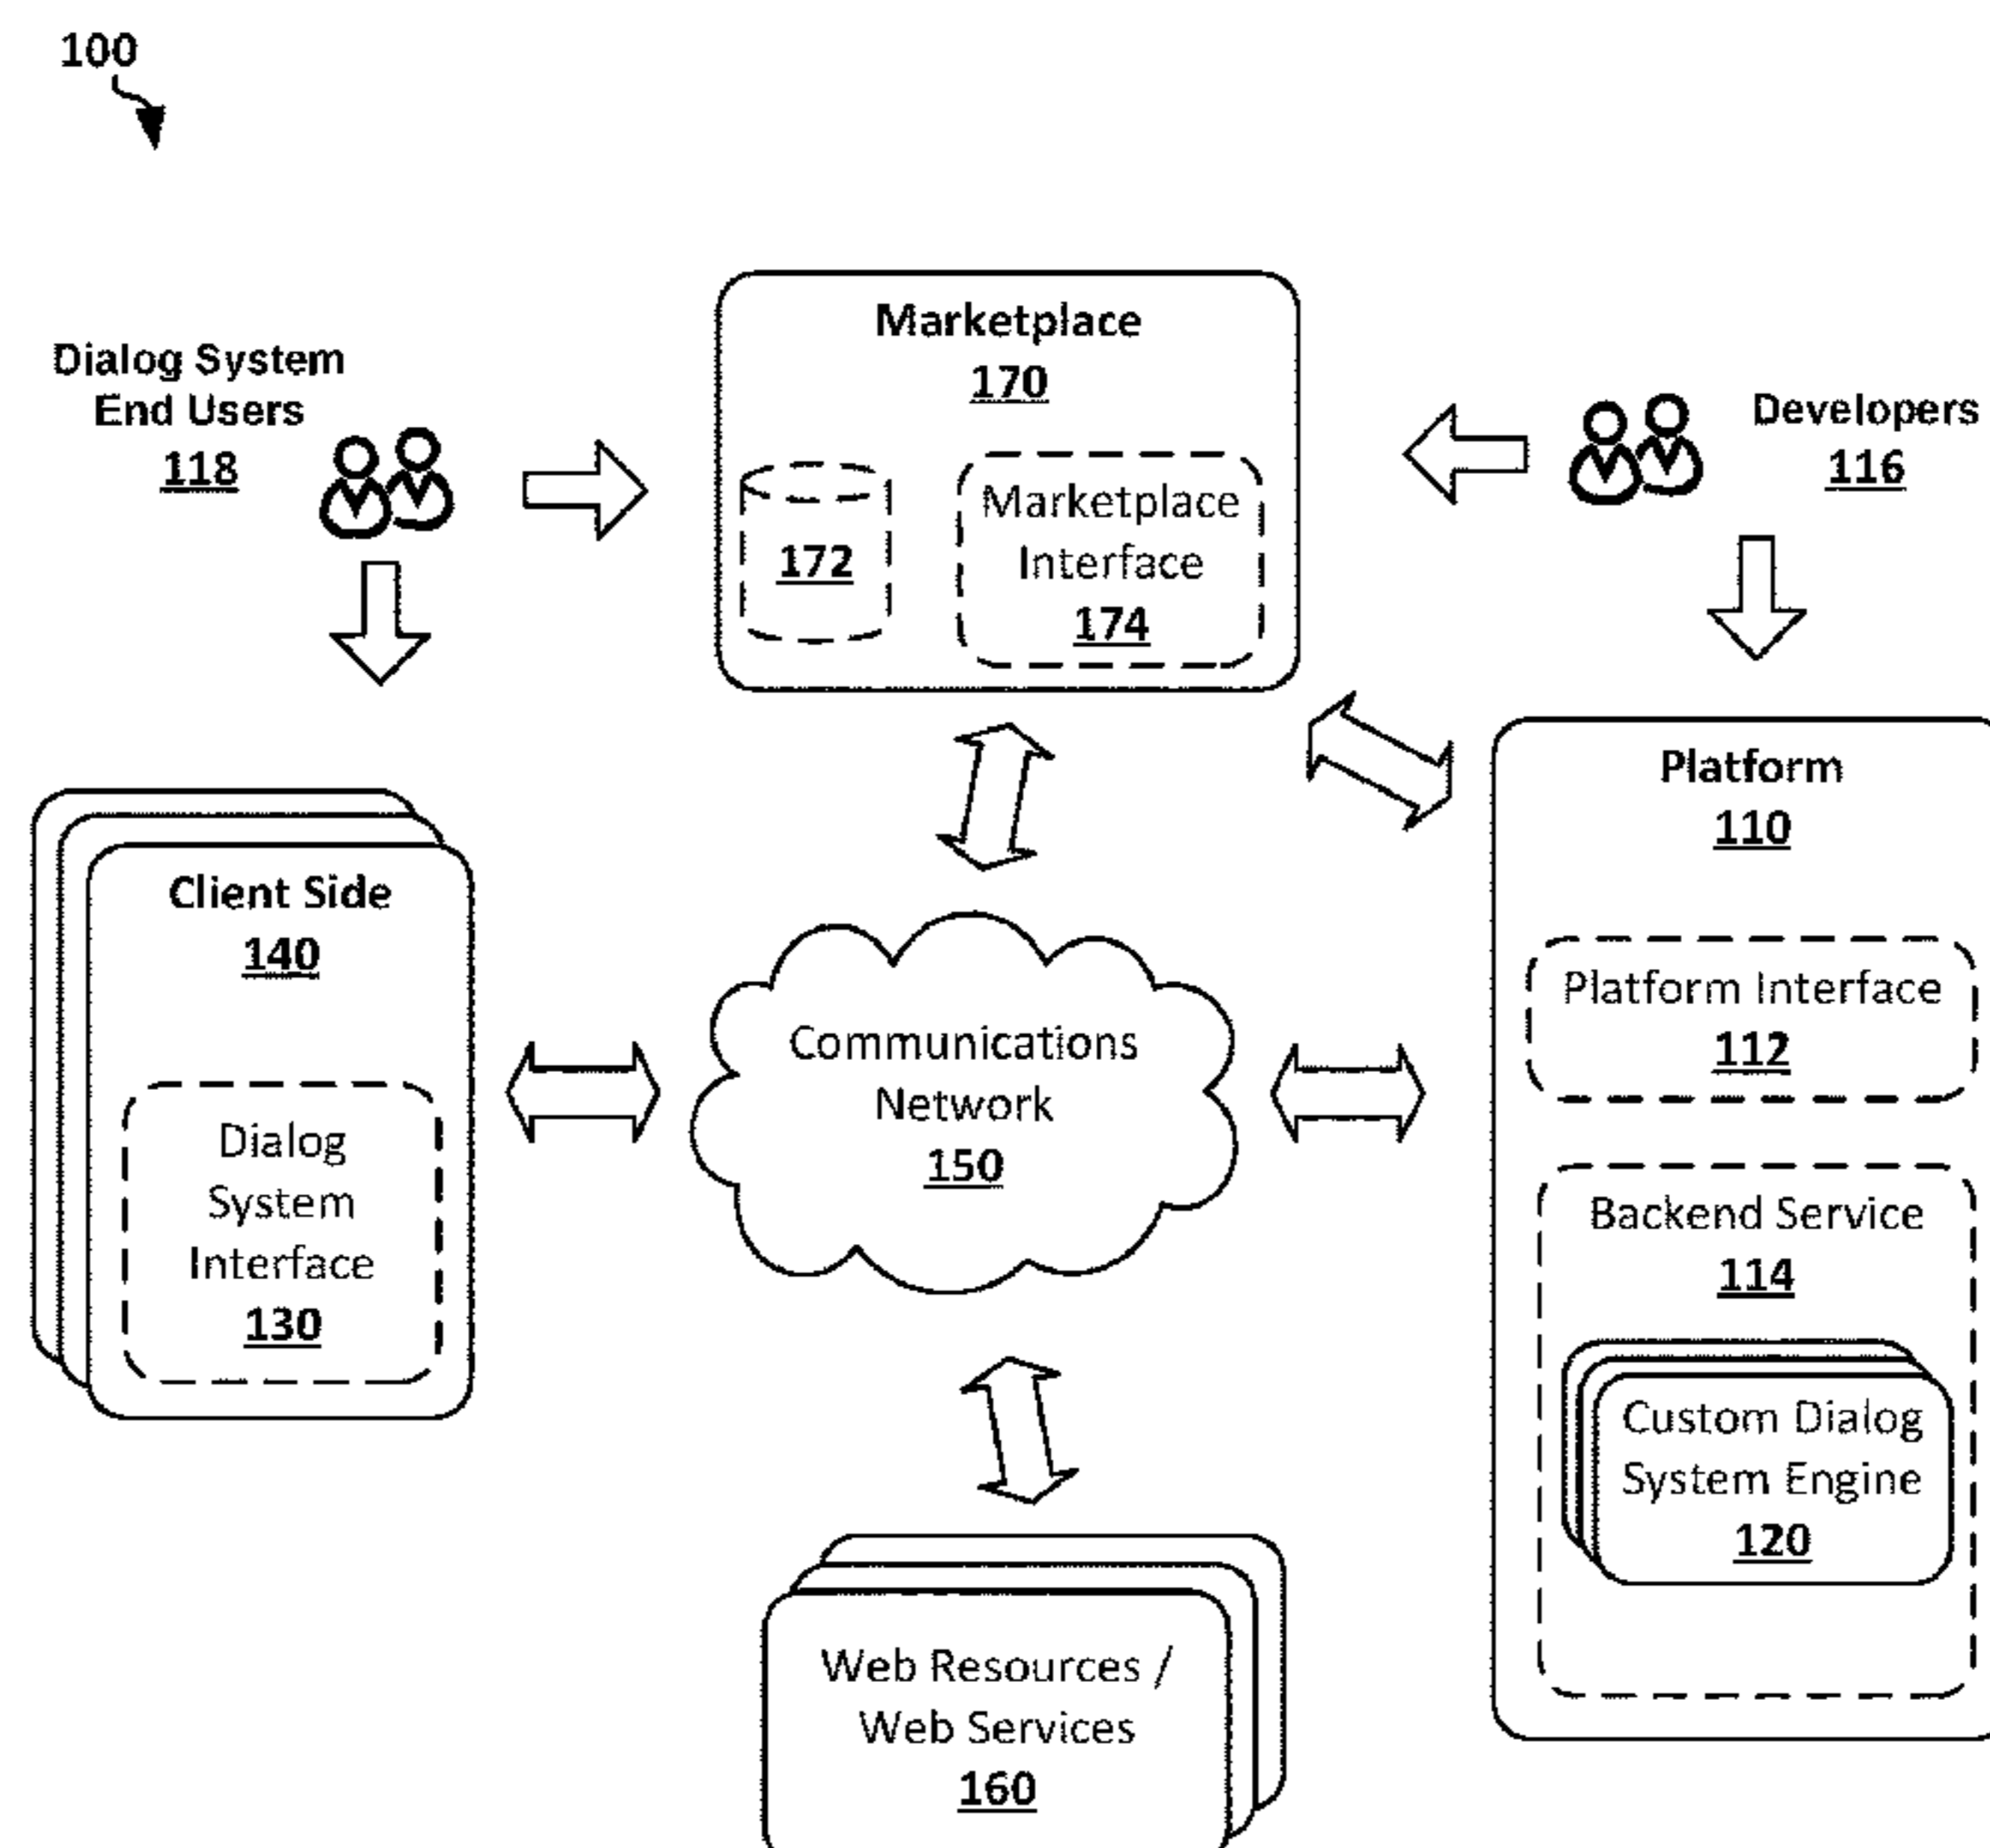 100
Marketplace
170
172
Marketplace
Interface
174
Dialog System
End Users
118
Developers
116
Client Side
140
Dialog
System
Interface
130
Communications
Network
150
Platform
110
Platform Interface
112
Backend Service
114
Custom Dialog
System Engine
120
Web Resources /
Web Services
160